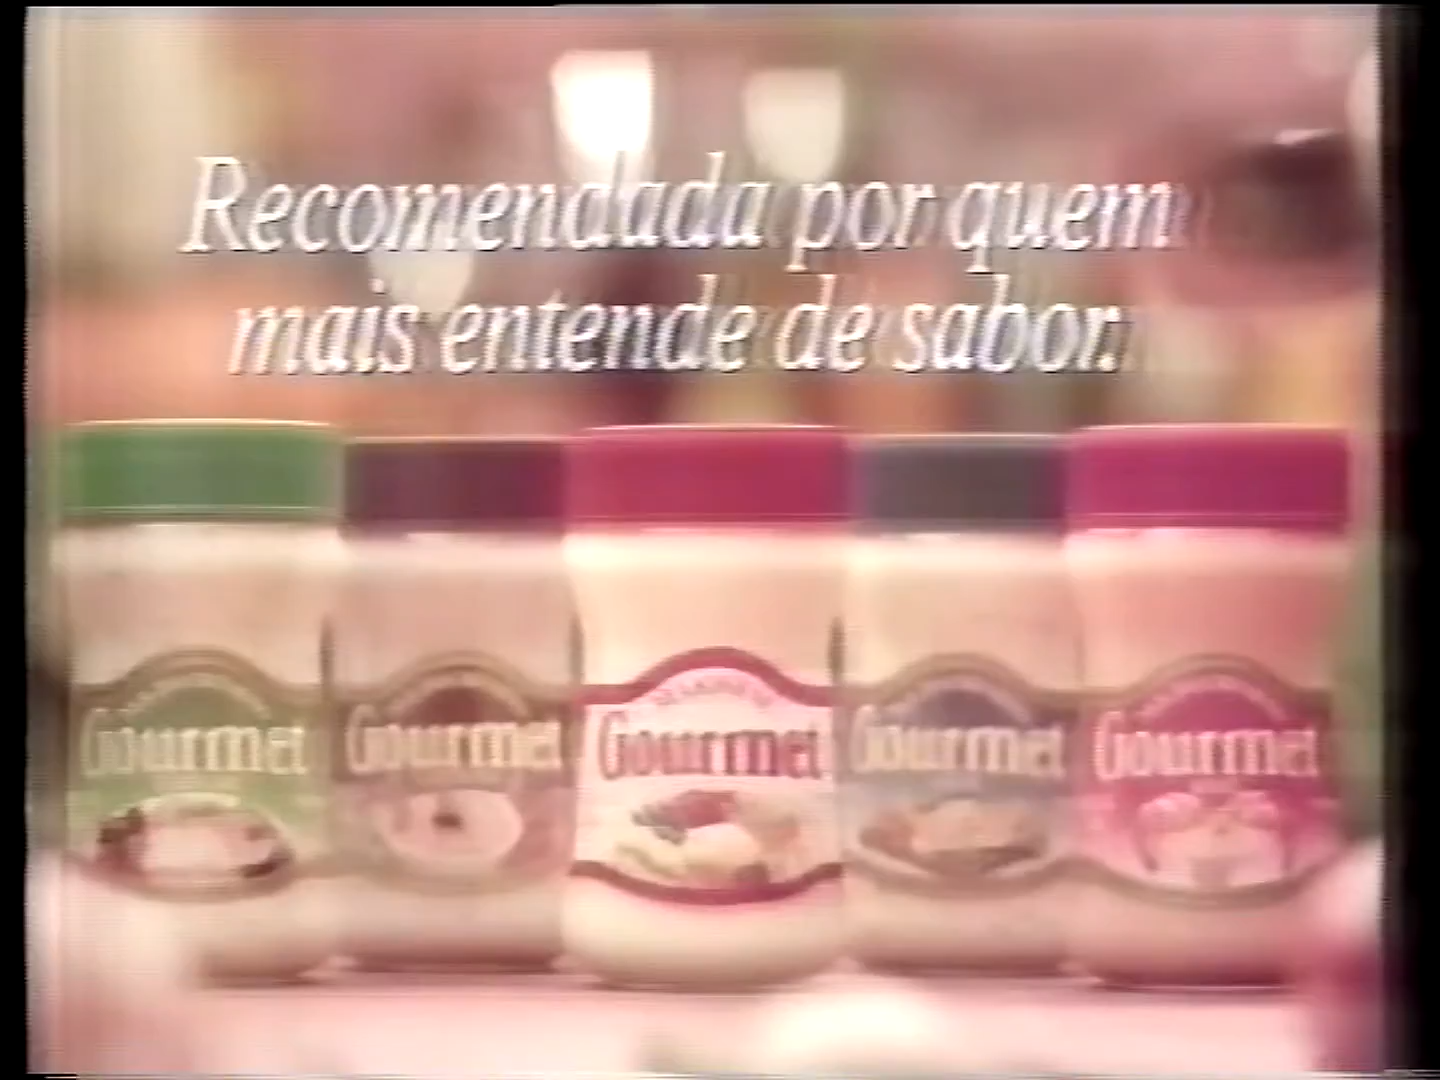 Recomendada por quem
mais entende de sabor.
Gourmet
Gourmet
Gourmet
Gourmet
Gourmet